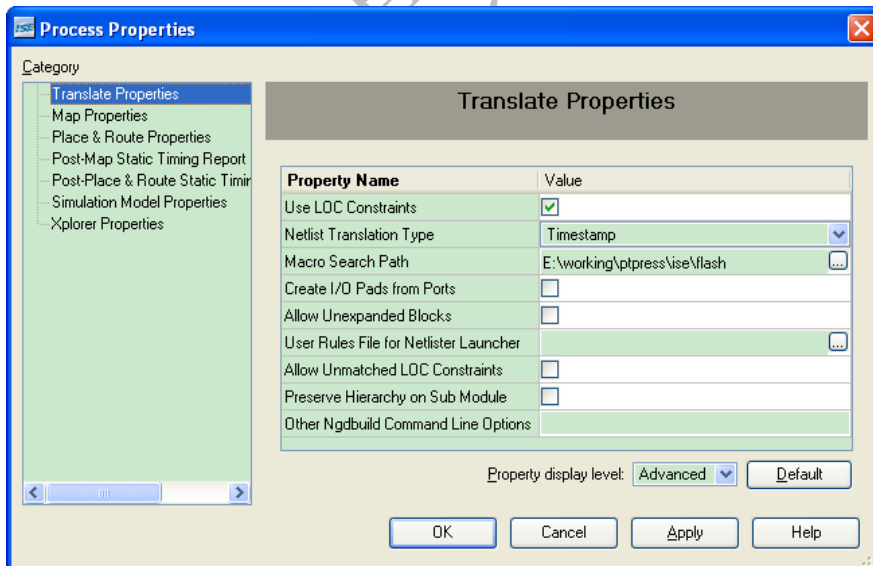 ISE Process Properties
Category
Translate Properties
Map Properties
Place & Route Properties
Post-Map Static Timing Report
Post-Place & Route Static Timir
Simulation Model Properties
Xplorer Properties
Translate Properties
Property Name Value
Use LOC Constraints
Netlist Translation Type Timestamp
Macro Search Path E:\working\ptpress\ise\flash ...
Create I/O Pads from Ports
Allow Unexpanded Blocks
User Rules File for Netlister Launcher ...
Allow Unmatched LOC Constraints
Preserve Hierarchy on Sub Module
Other Ngdbuild Command Line Options
Property display level: Advanced Default
OK Cancel Apply Help